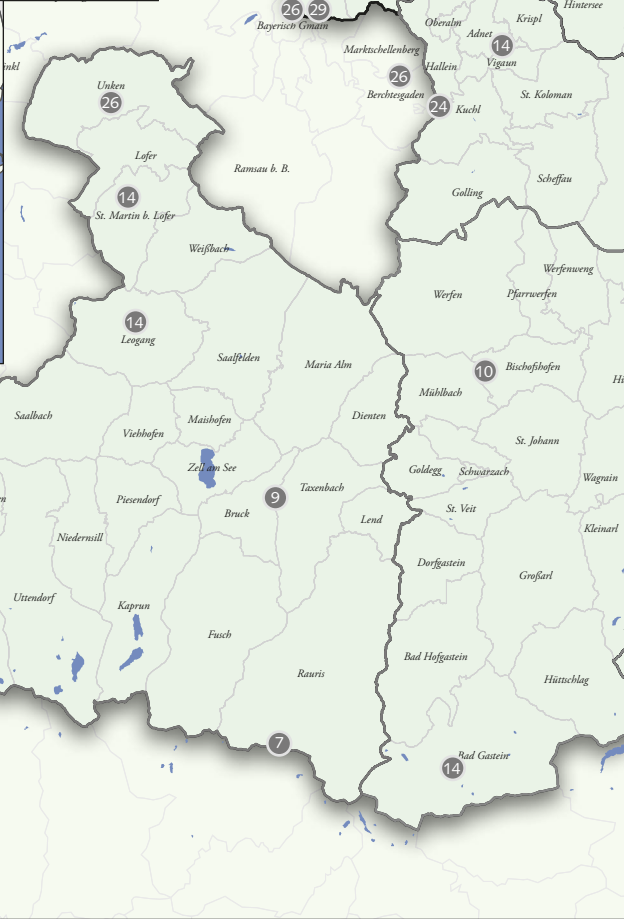 Hintersee
26
29
Krispl
Oberalm
Bayerisch Gmain
Adnet
14
Marktschellenberg
Vigaun
inkl
Hallein
26
Unken
Berchtesgaden
St. Koloman
26
24
Kuchl
Lofer
Ramsau b. B.
Scheffau
14
Golling
St. Martin b. Lofer
Weißbach
Werfenweng
Werfen
Pfarrwerfen
14
Leogang
Saalfelden
Maria Alm
Bischofshofen
10
Hi
Mühlbach
Saalbach
Maishofen
Dienten
Viehhofen
St. Johann
Zell am See
Goldegg
Schwarzach
Wagrain
Taxenbach
9
Piesendorf
n
Bruck
St. Veit
Lend
Kleinarl
Niedernsill
Dorfgastein
Großarl
Uttendorf
Kaprun
Fusch
Bad Hofgastein
Rauris
Hüttschlag
7
Bad Gastein
14